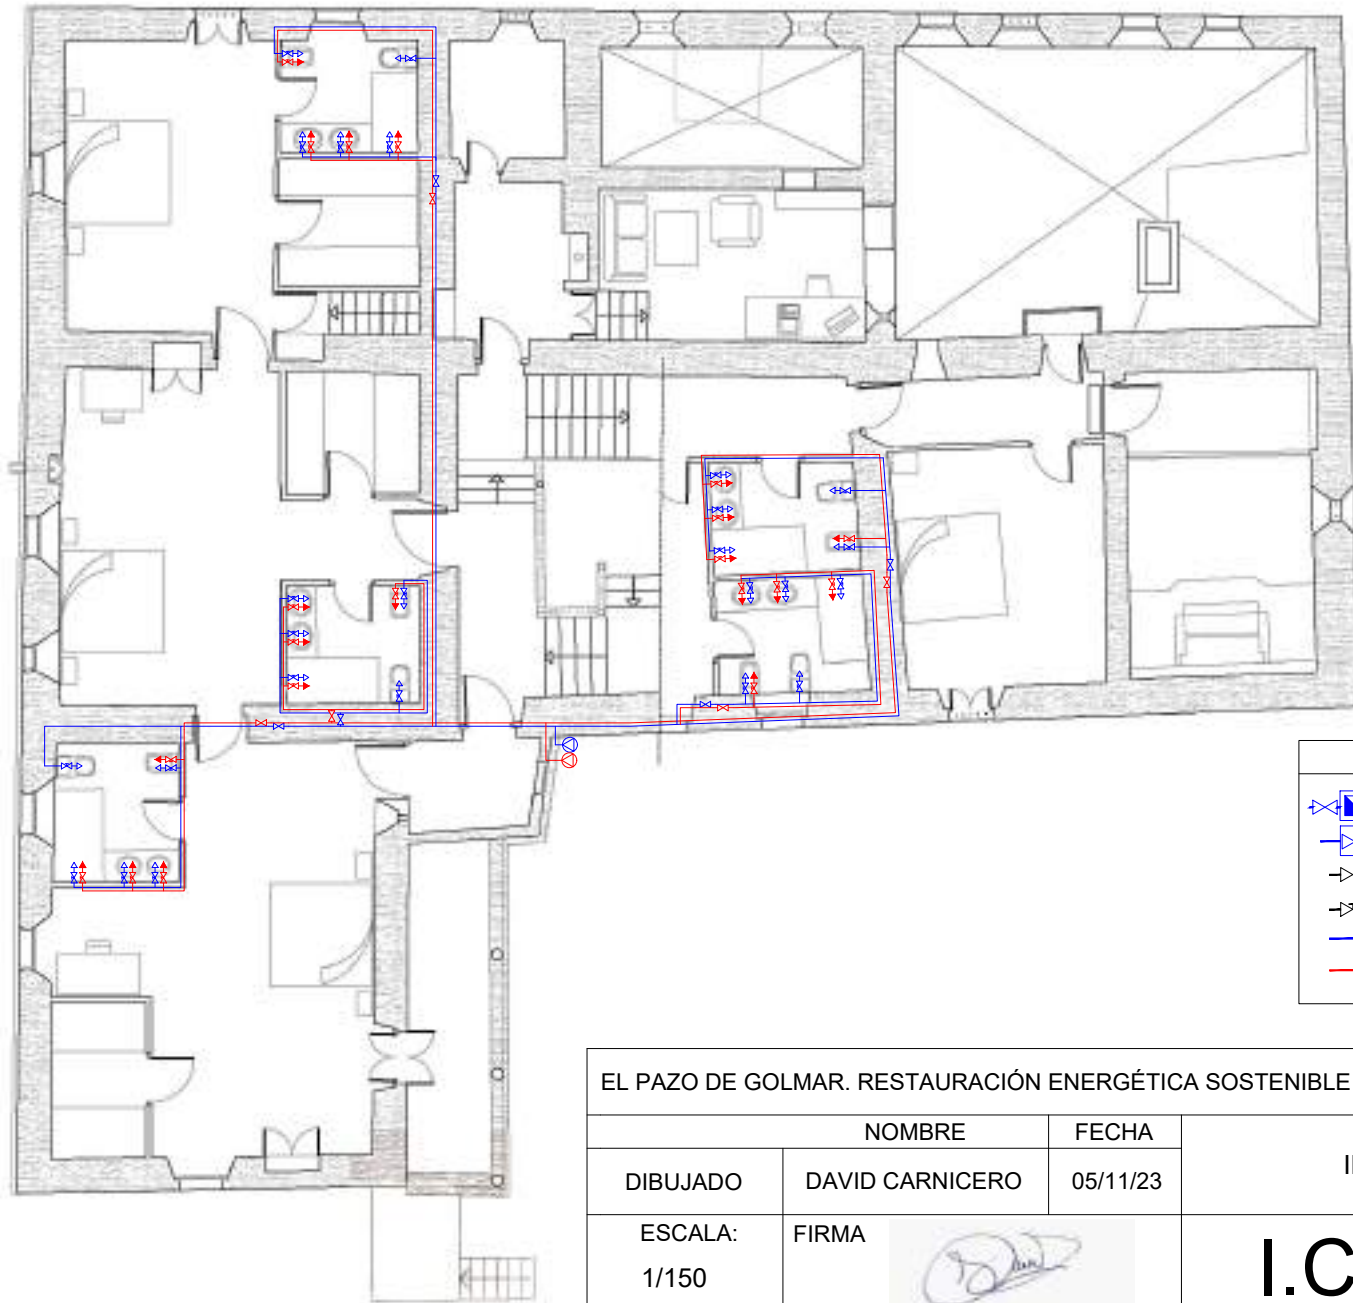 EL PAZO DE GOLMAR. RESTAURACIÓN ENERGÉTICA SOSTENIBLE
NOMBRE
FECHA
DIBUJADO
DAVID CARNICERO
05/11/23
ESCALA:
1/150
FIRMA
I.C